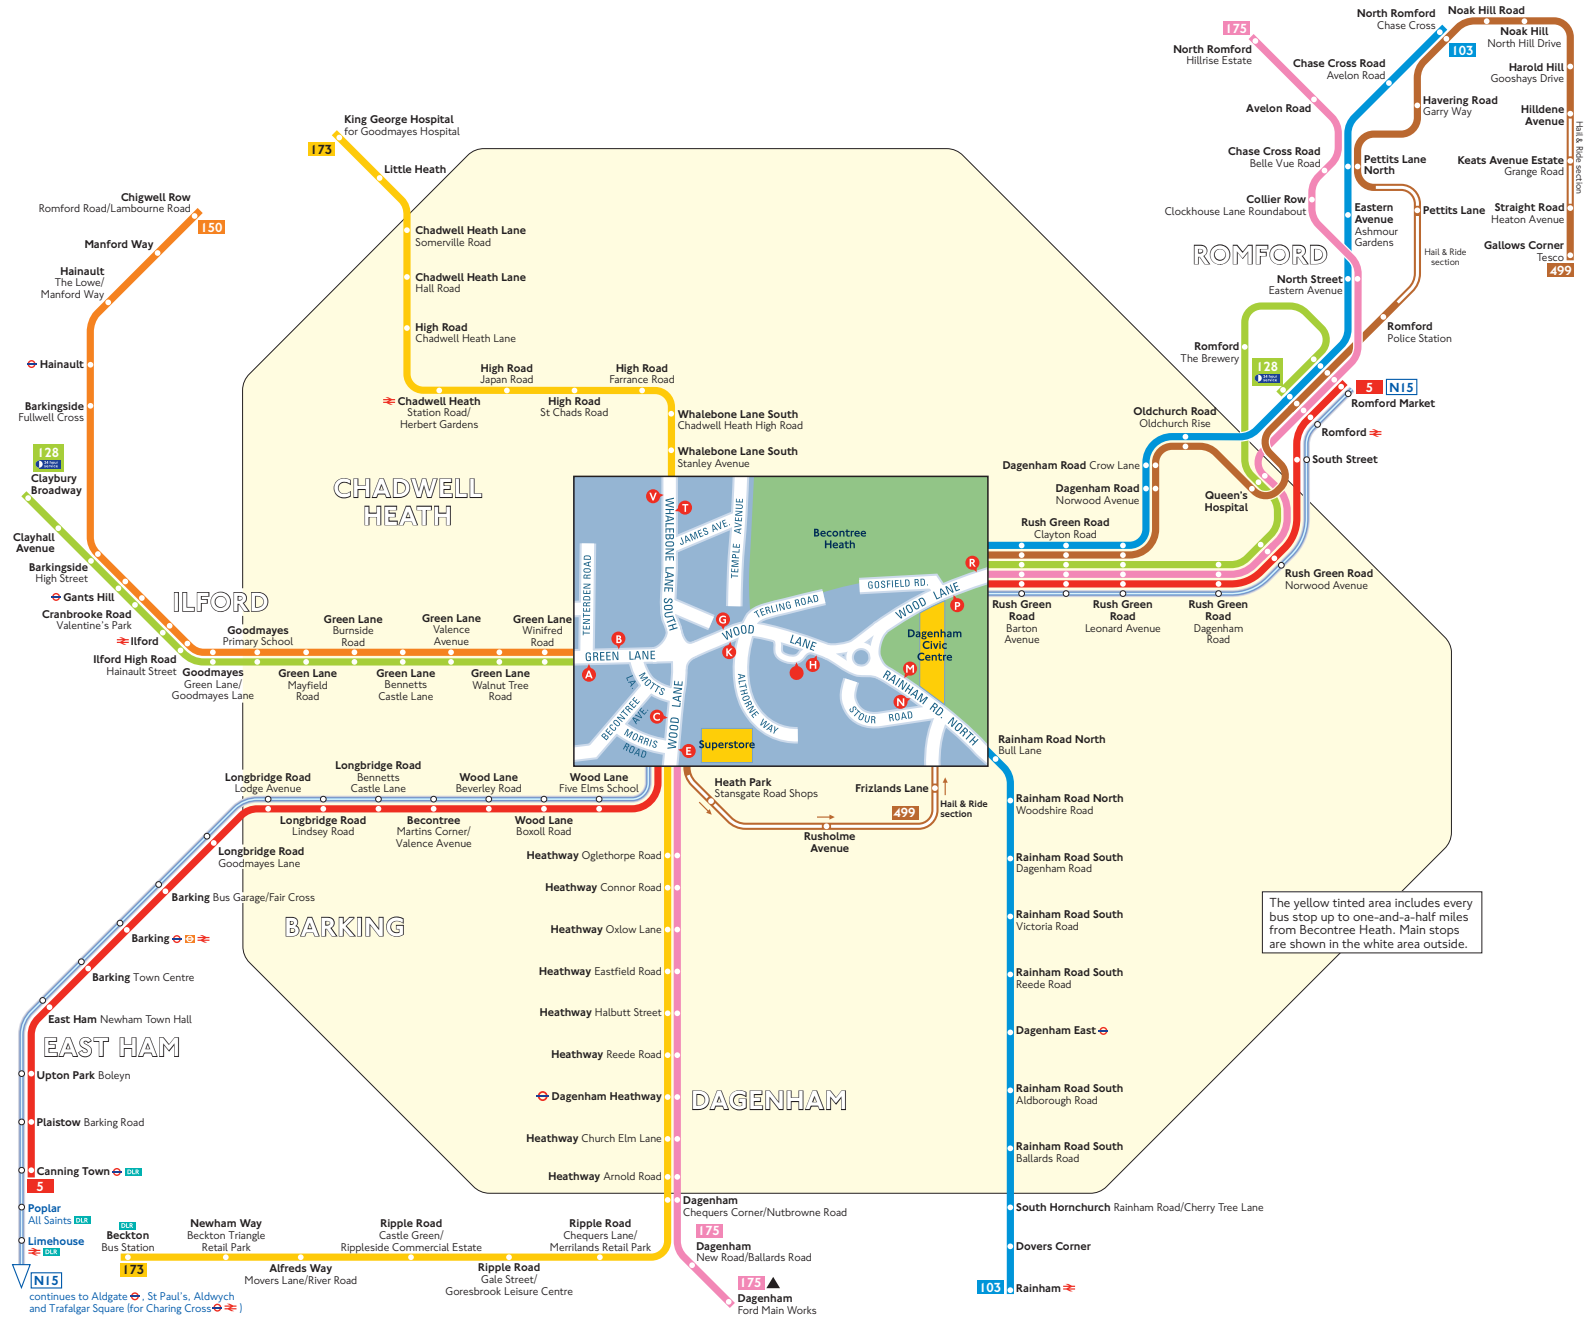 175
North Romford
Hillrise Estate
Avelon Road
Chase Cross Road
Belle Vue Road
Collier Row
Clockhouse Lane Roundabout
North Romford
Chase Cross
103
Chase Cross Road
Avelon Road
Noak Hill Road
Noak Hill
North Hill Drive
Harold Hill
Gooshays Drive
Hilldene
Avenue
Hail & Ride section
Keats Avenue Estate
Grange Road
Straight Road
Heaton Avenue
Gallows Corner
Tesco
499
Havering Road
Garry Way
Pettits Lane
North
Pettits Lane
Eastern
Avenue
Ashmour
Gardens
Hail & Ride
section
ROMFORD
North Street
Eastern Avenue
Romford
Police Station
Romford
The Brewery
128
24 hour
service
5
N15
Romford Market
Romford
South Street
Oldchurch Road
Oldchurch Rise
Dagenham Road Crow Lane
Dagenham Road
Norwood Avenue
Queen's
Hospital
Rush Green Road
Clayton Road
Rush Green Road
Norwood Avenue
Rush Green
Road
Barton
Avenue
Rush Green
Road
Leonard Avenue
Rush Green
Road
Dagenham
Road
King George Hospital
for Goodmayes Hospital
173
Little Heath
Chadwell Heath Lane
Somerville Road
Chadwell Heath Lane
Hall Road
High Road
Chadwell Heath Lane
Chadwell Heath
Station Road/
Herbert Gardens
High Road
Japan Road
High Road
St Chads Road
High Road
Farrance Road
Whalebone Lane South
Chadwell Heath High Road
Whalebone Lane South
Stanley Avenue
CHADWELL
HEATH
Chigwell Row
Romford Road/Lambourne Road
150
Manford Way
Hainault
The Lowe/
Manford Way
Hainault
Barkingside
Fullwell Cross
128
24 hour
service
Claybury
Broadway
Clayhall
Avenue
Barkingside
High Street
Gants Hill
Cranbrooke Road
Valentine's Park
Ilford
Ilford High Road
Hainault Street
ILFORD
Goodmayes
Primary School
Goodmayes
Green Lane/
Goodmayes Lane
Green Lane
Burnside
Road
Green Lane
Mayfield
Road
Green Lane
Valence
Avenue
Green Lane
Bennetts
Castle Lane
Green Lane
Winifred
Road
Green Lane
Walnut Tree
Road
V
T
WHALEBONE LANE SOUTH
JAMES AVE.
TEMPLE AVENUE
TENTERDEN ROAD
Becontree
Heath
R
GOSFIELD RD.
WOOD LANE
P
TERLING ROAD
G
WOOD LANE
K
H
B
GREEN LANE
A
MOTTS
LA.
BECONTREE
AVE.
C
MORRIS
ROAD
WOOD LANE
E
Superstore
ALTHORNE WAY
Dagenham
Civic
Centre
M
N
STOUR ROAD
RAINHAM RD. NORTH
Longbridge Road
Lodge Avenue
Longbridge Road
Bennetts
Castle Lane
Wood Lane
Beverley Road
Wood Lane
Five Elms School
Longbridge Road
Lindsey Road
Becontree
Martins Corner/
Valence Avenue
Wood Lane
Boxoll Road
Longbridge Road
Goodmayes Lane
Barking Bus Garage/Fair Cross
BARKING
Barking
Barking Town Centre
East Ham Newham Town Hall
EAST HAM
Upton Park Boleyn
Plaistow Barking Road
Canning Town
DLR
5
Poplar
All Saints DLR
Limehouse
DLR
N15
continues to Aldgate , St Paul's, Aldwych
and Trafalgar Square (for Charing Cross )
Heath Park
Stansgate Road Shops
Rusholme
Avenue
499
Frizlands Lane
Hail & Ride
section
Heathway Oglethorpe Road
Heathway Connor Road
Heathway Oxlow Lane
Heathway Eastfield Road
Heathway Halbutt Street
Heathway Reede Road
Dagenham Heathway
DAGENHAM
Heathway Church Elm Lane
Heathway Arnold Road
Dagenham
Chequers Corner/Nutbrowne Road
175
Dagenham
New Road/Ballards Road
175
Dagenham
Ford Main Works
DLR
Beckton
Bus Station
173
Newham Way
Beckton Triangle
Retail Park
Alfreds Way
Movers Lane/River Road
Ripple Road
Castle Green/
Rippleside Commercial Estate
Ripple Road
Gale Street/
Goresbrook Leisure Centre
Ripple Road
Chequers Lane/
Merrilands Retail Park
Rainham Road North
Bull Lane
Rainham Road North
Woodshire Road
Rainham Road South
Dagenham Road
Rainham Road South
Victoria Road
Rainham Road South
Reede Road
Dagenham East
Rainham Road South
Aldborough Road
Rainham Road South
Ballards Road
South Hornchurch Rainham Road/Cherry Tree Lane
Dovers Corner
103
Rainham
The yellow tinted area includes every
bus stop up to one-and-a-half miles
from Becontree Heath. Main stops
are shown in the white area outside.